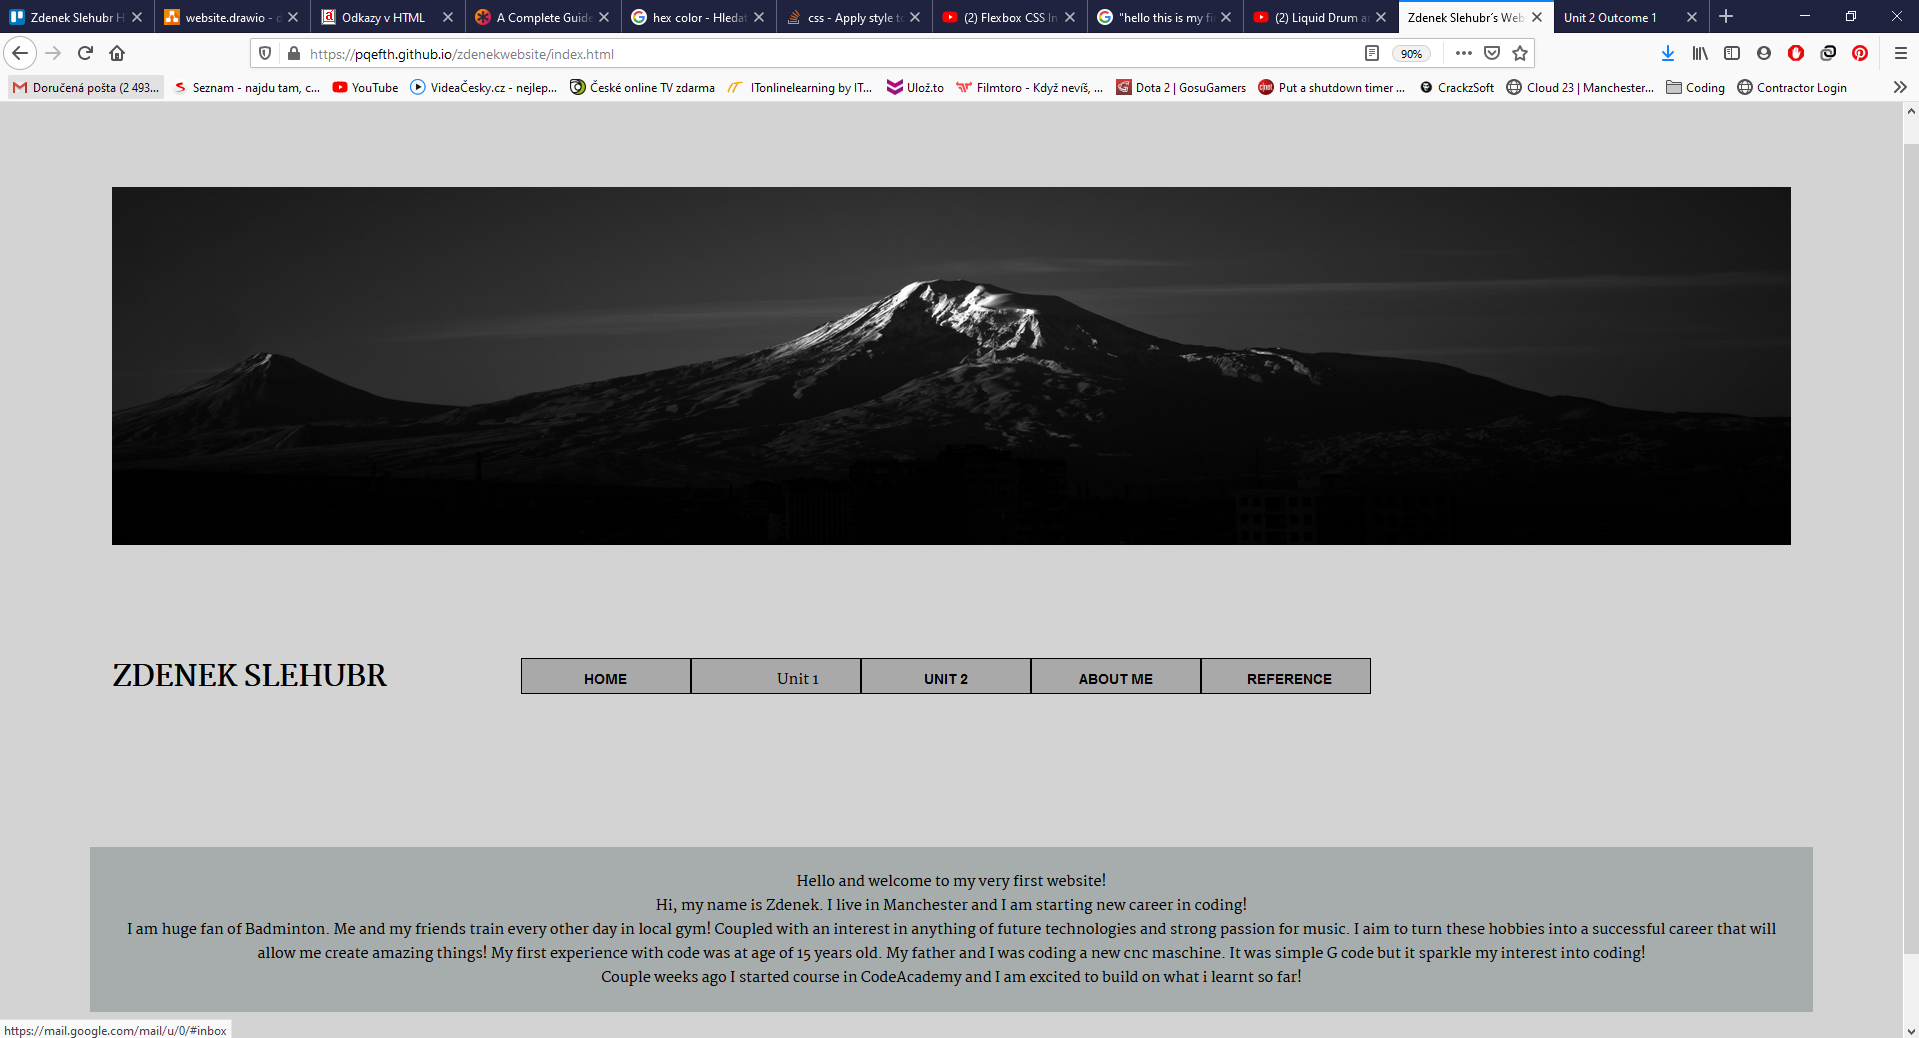 Zdenek Slehubr H
website.drawio - d
Odkazy v HTML
A Complete Guide
hex color - Hleda
css - Apply style to
(2) Flexbox CSS In
"hello this is my fi
(2) Liquid Drum a
Zdenek Slehubr´s Web
Unit 2 Outcome 1
https://pqefth.github.io/zdenekwebsite/index.html
90%
Doručená pošta (2 493...
Seznam - najdu tam, c...
YouTube
VideaČesky.cz - nejlep...
České online TV zdarma
ITonlinelearning by IT...
Ulož.to
Filmtoro - Když nevíš, ...
Dota 2 | GosuGamers
Put a shutdown timer ...
CrackzSoft
Cloud 23 | Manchester...
Coding
Contractor Login
ZDENEK SLEHUBR
HOME
Unit 1
UNIT 2
ABOUT ME
REFERENCE
Hello and welcome to my very first website!
Hi, my name is Zdenek. I live in Manchester and I am starting new career in coding!
I am huge fan of Badminton. Me and my friends train every other day in local gym! Coupled with an interest in anything of future technologies and strong passion for music. I aim to turn these hobbies into a successful career that will
allow me create amazing things! My first experience with code was at age of 15 years old. My father and I was coding a new cnc maschine. It was simple G code but it sparkle my interest into coding!
Couple weeks ago I started course in CodeAcademy and I am excited to build on what i learnt so far!
https://mail.google.com/mail/u/0/#inbox